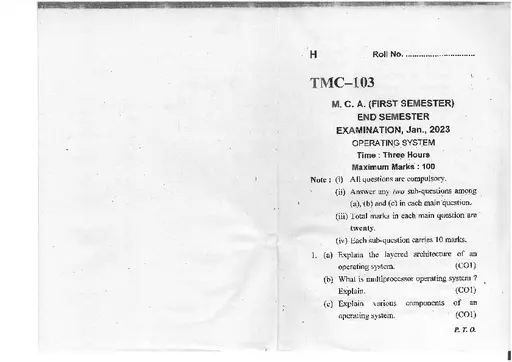 H Roll No. ..............................
TMC–103
M. C. A. (FIRST SEMESTER)
END SEMESTER
EXAMINATION, Jan., 2023
OPERATING SYSTEM
Time : Three Hours
Maximum Marks : 100
Note : (i) All questions are compulsory.
(ii) Answer any two sub-questions among
(a), (b) and (c) in each main question.
(iii) Total marks in each main question are
twenty.
(iv) Each sub-question carries 10 marks.
1. (a) Explain the layered architecture of an
operating system. (CO1)
(b) What is multiprocessor operating system ?
Explain. (CO1)
(c) Explain various components of an
operating system. (CO1)
P. T. O.